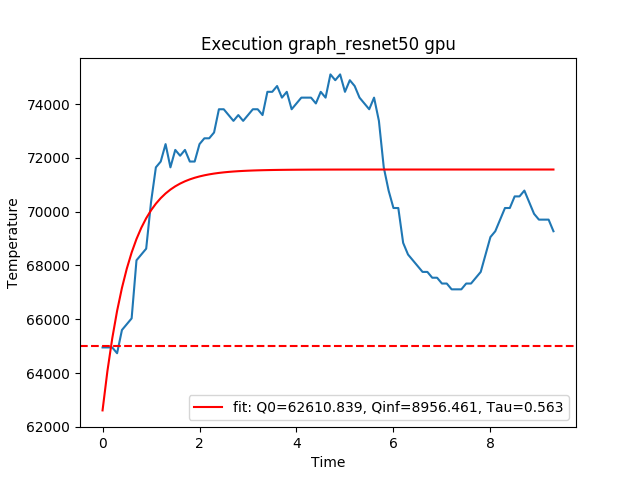 Execution graph_resnet50 gpu
Temperature
74000
72000
70000
68000
66000
64000
62000
fit: Q0=62610.839, Qinf=8956.461, Tau=0.563
0 2 4 6 8
Time